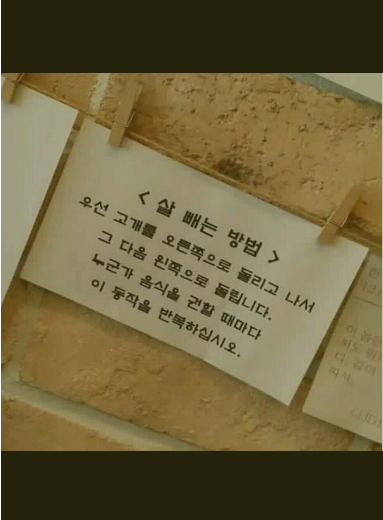 < 살 빼는 방법 >
우선 고개를 오른쪽으로 돌리고 나서
그 다음 왼쪽으로 돌립니다.
누군가 음식을 권할 때마다
이 동작을 반복하십시오.